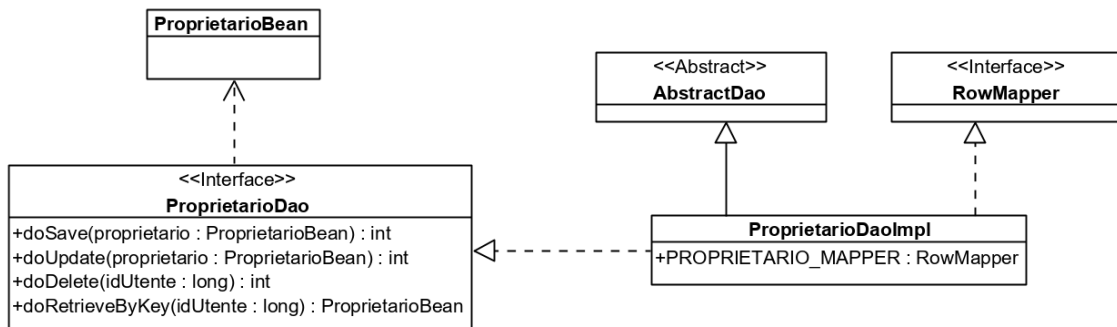 ProprietarioBean
<<Abstract>>
AbstractDao
<<Interface>>
RowMapper
<<Interface>>
ProprietarioDao
+doSave(proprietario : ProprietarioBean) : int
+doUpdate(proprietario : ProprietarioBean) : int
+doDelete(idUtente : long) : int
+doRetrieveByKey(idUtente : long) : ProprietarioBean
ProprietarioDaoImpl
+PROPRIETARIO_MAPPER : RowMapper